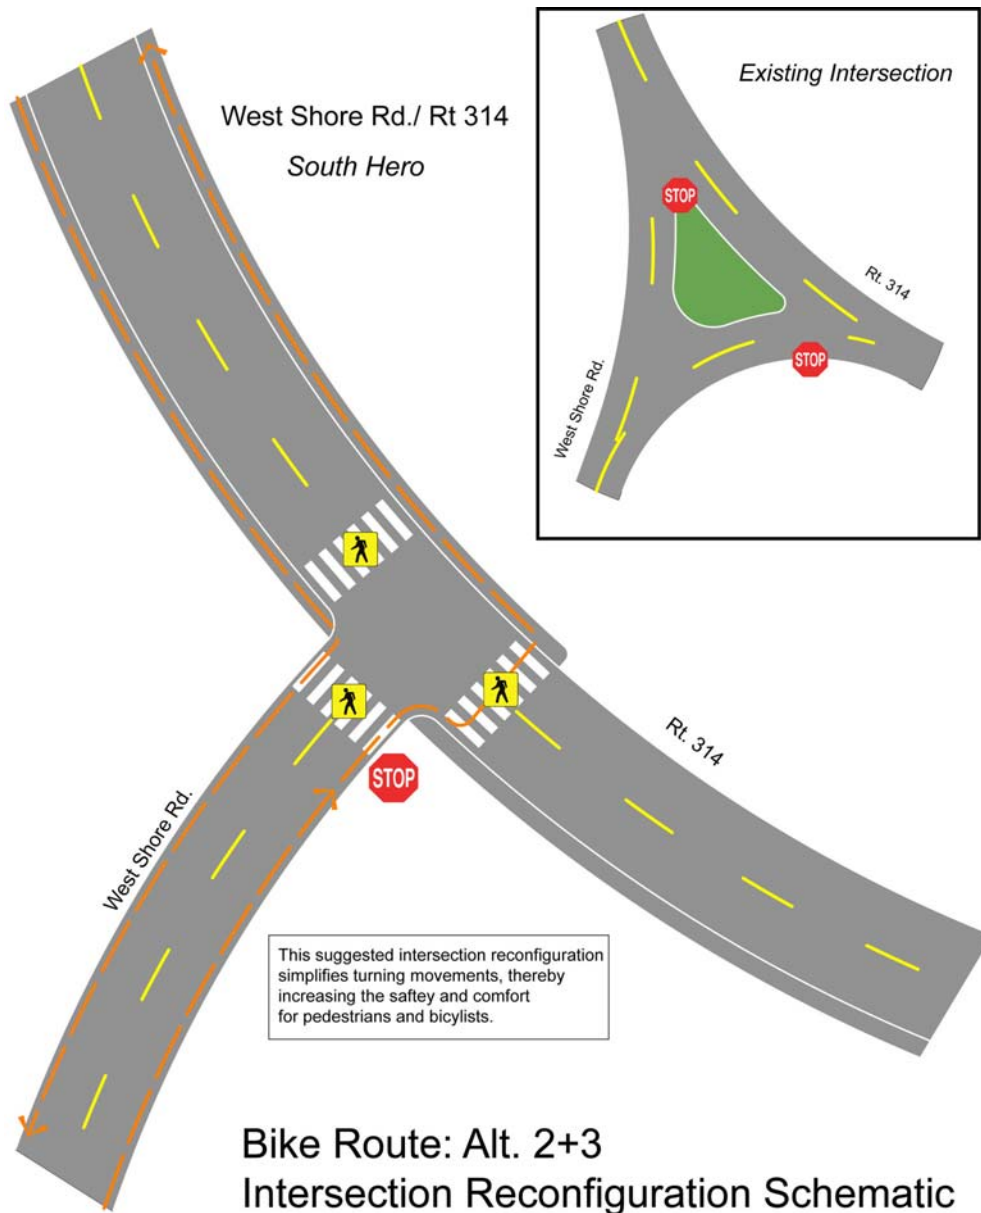 West Shore Rd./ Rt 314
South Hero
Existing Intersection
STOP
Rt. 314
STOP
West Shore Rd.
STOP
Rt. 314
West Shore Rd.
This suggested intersection reconfiguration
simplifies turning movements, thereby
increasing the saftey and comfort
for pedestrians and bicylists.
Bike Route: Alt. 2+3
Intersection Reconfiguration Schematic